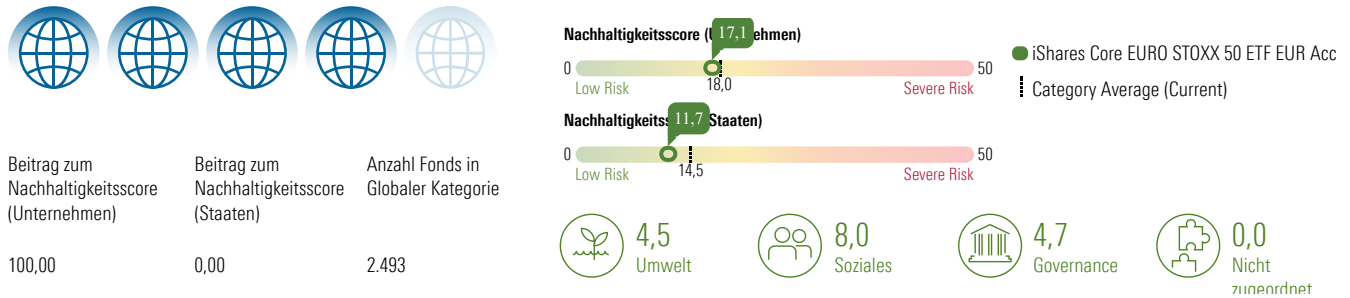 Beitrag zum
Nachhaltigkeitsscore
(Unternehmen)
100,00
Beitrag zum
Nachhaltigkeitsscore
(Staaten)
0,00
Anzahl Fonds in
Globaler Kategorie
2.493
Nachhaltigkeitsscore ( ehmen)
17,1
0
50
Low Risk
18,0
Severe Risk
Nachhaltigkeits Staaten)
11,7
0
50
Low Risk
14,5
Severe Risk
iShares Core EURO STOXX 50 ETF EUR Acc
Category Average (Current)
4,5
Umwelt
8,0
Soziales
4,7
Governance
0,0
Nicht
zugeordnet